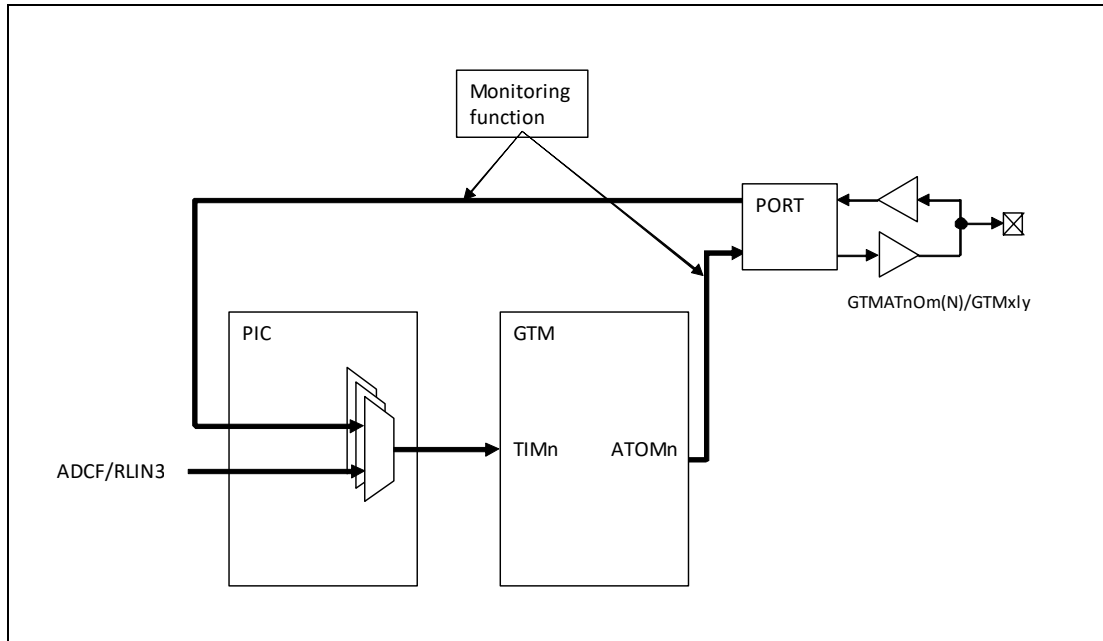 Monitoring
function
PORT
GTMATnOm(N)/GTMxIy
PIC
GTM
TIMn
ATOMn
ADCF/RLIN3